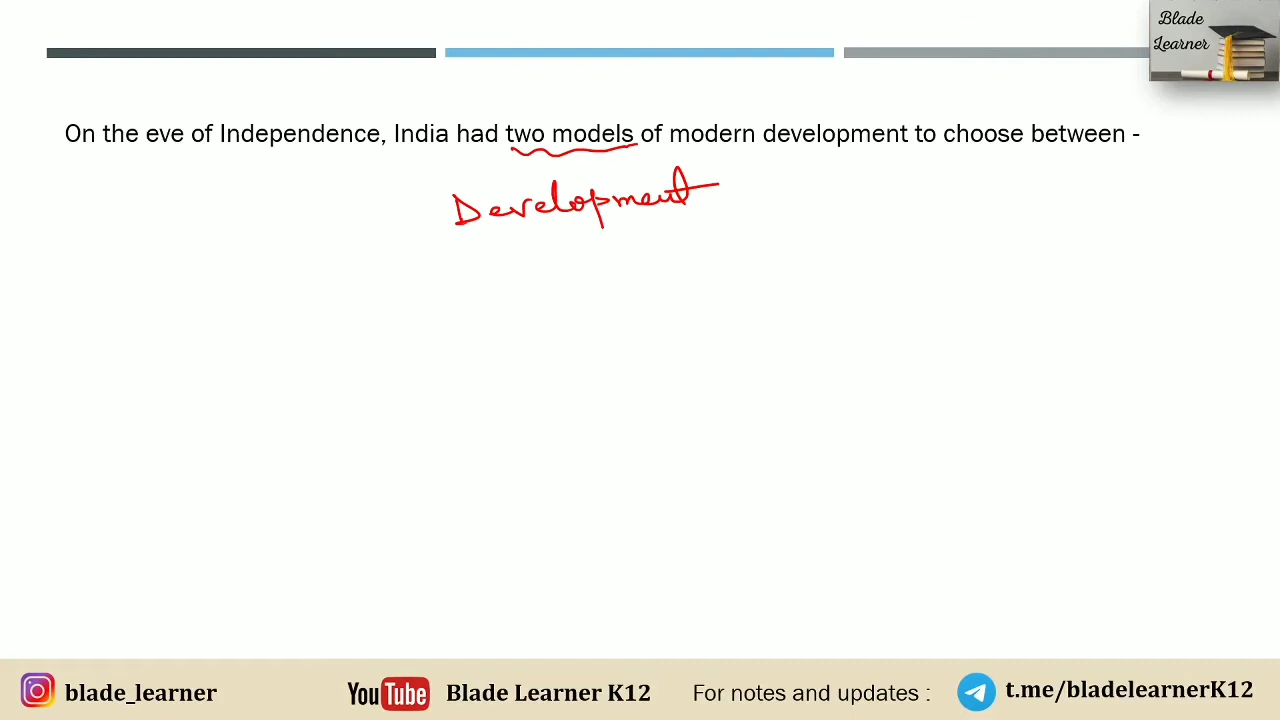 Blade
Learner
On the eve of Independence, India had two models of modern development to choose between -
Development
blade_learner
YouTube
Blade Learner K12
For notes and updates :
t.me/bladelearnerK12